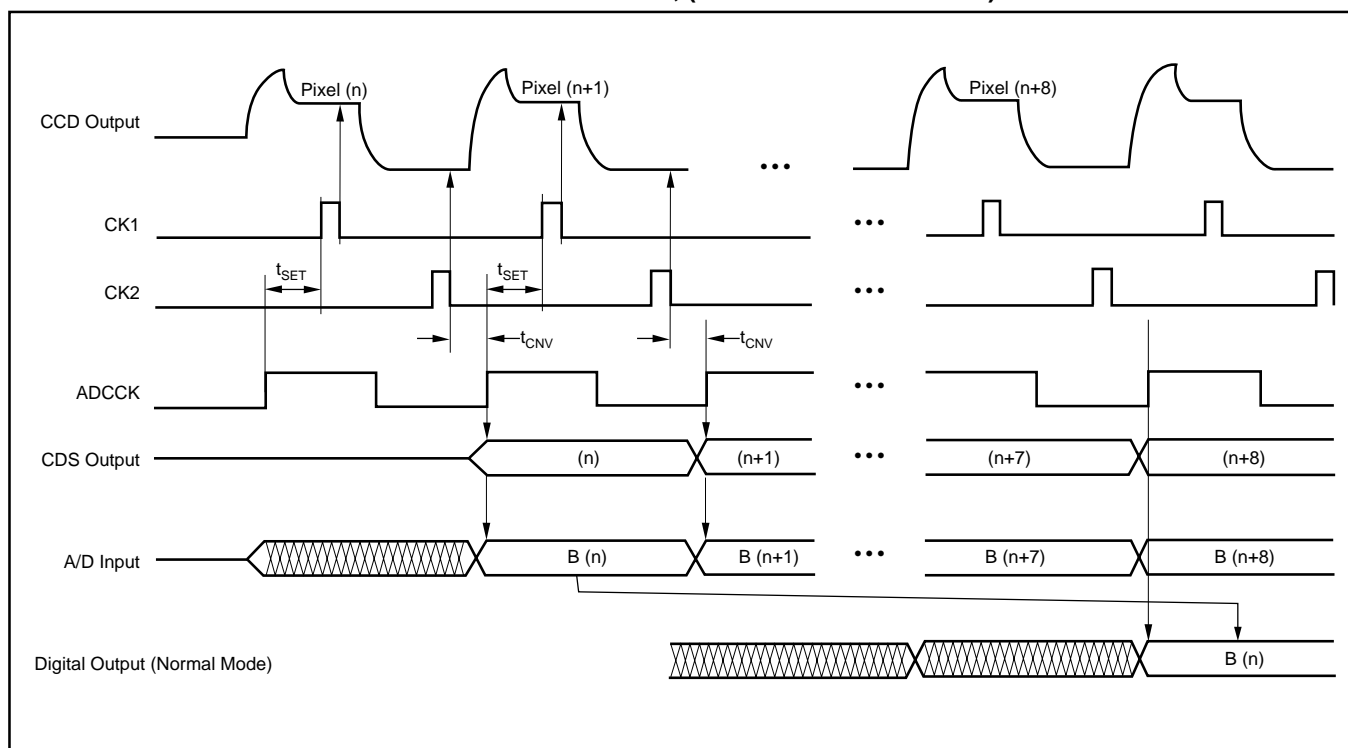 Pixel (n) Pixel (n+1) Pixel (n+8)
CCD Output
•••
CK1
•••
tSET tSET
CK2
•••
tCNV tCNV
ADCCK
•••
CDS Output (n) (n+1) ••• (n+7) (n+8)
A/D Input B (n) B (n+1) ••• B (n+7) B (n+8)
Digital Output (Normal Mode) B (n)